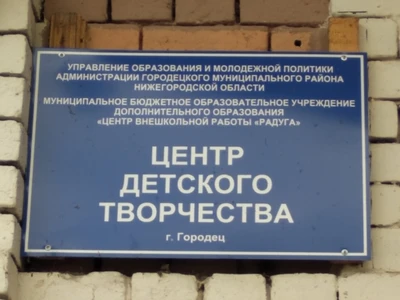 УПРАВЛЕНИЕ ОБРАЗОВАНИЯ И МОЛОДЕЖНОЙ ПОЛИТИКИ
АДМИНИСТРАЦИИ ГОРОДЕЦКОГО МУНИЦИПАЛЬНОГО РАЙОНА
НИЖЕГОРОДСКОЙ ОБЛАСТИ
МУНИЦИПАЛЬНОЕ БЮДЖЕТНОЕ ОБРАЗОВАТЕЛЬНОЕ УЧРЕЖДЕНИЕ
ДОПОЛНИТЕЛЬНОГО ОБРАЗОВАНИЯ
«ЦЕНТР ВНЕШКОЛЬНОЙ РАБОТЫ «РАДУГА»
ЦЕНТР
ДЕТСКОГО
ТВОРЧЕСТВА
г. Городец